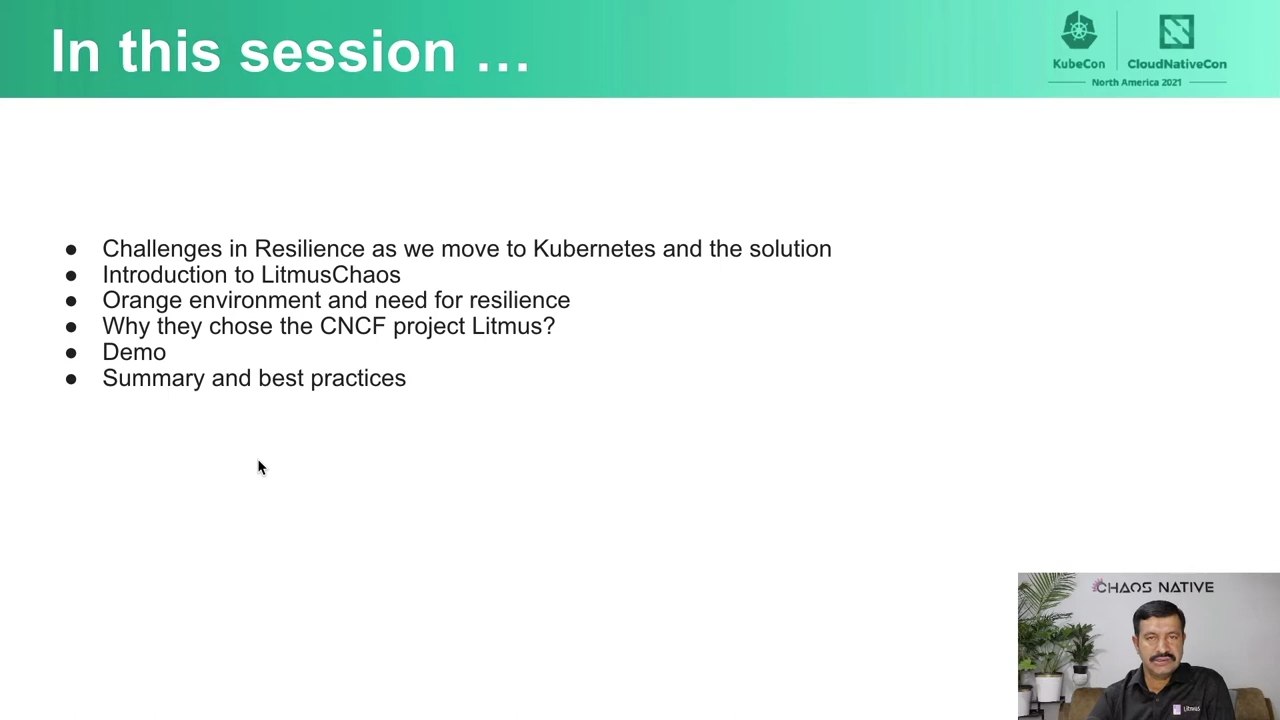 In this session ...
KubeCon
CloudNativeCon
North America 2021
● Challenges in Resilience as we move to Kubernetes and the solution
● Introduction to LitmusChaos
● Orange environment and need for resilience
● Why they chose the CNCF project Litmus?
● Demo
● Summary and best practices
CHAOS NATIVE
Litmus